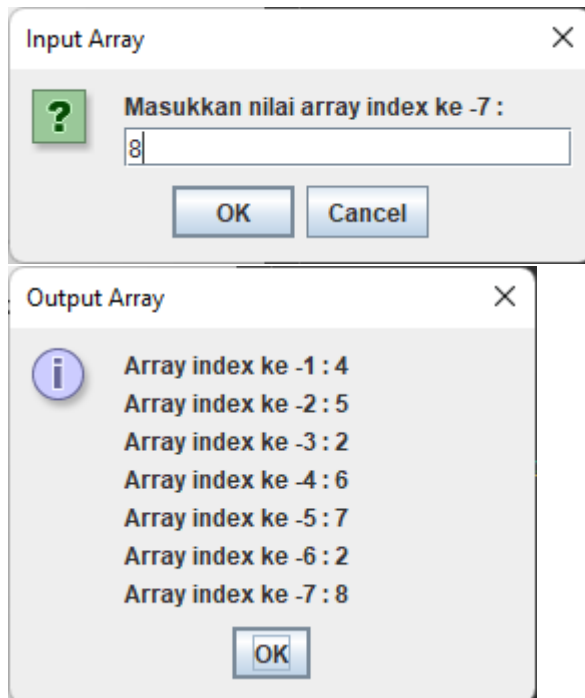 Input Array
Masukkan nilai array index ke -7 :
8
OK
Cancel
Output Array
Array index ke -1 : 4
Array index ke -2 : 5
Array index ke -3 : 2
Array index ke -4 : 6
Array index ke -5 : 7
Array index ke -6 : 2
Array index ke -7 : 8
OK